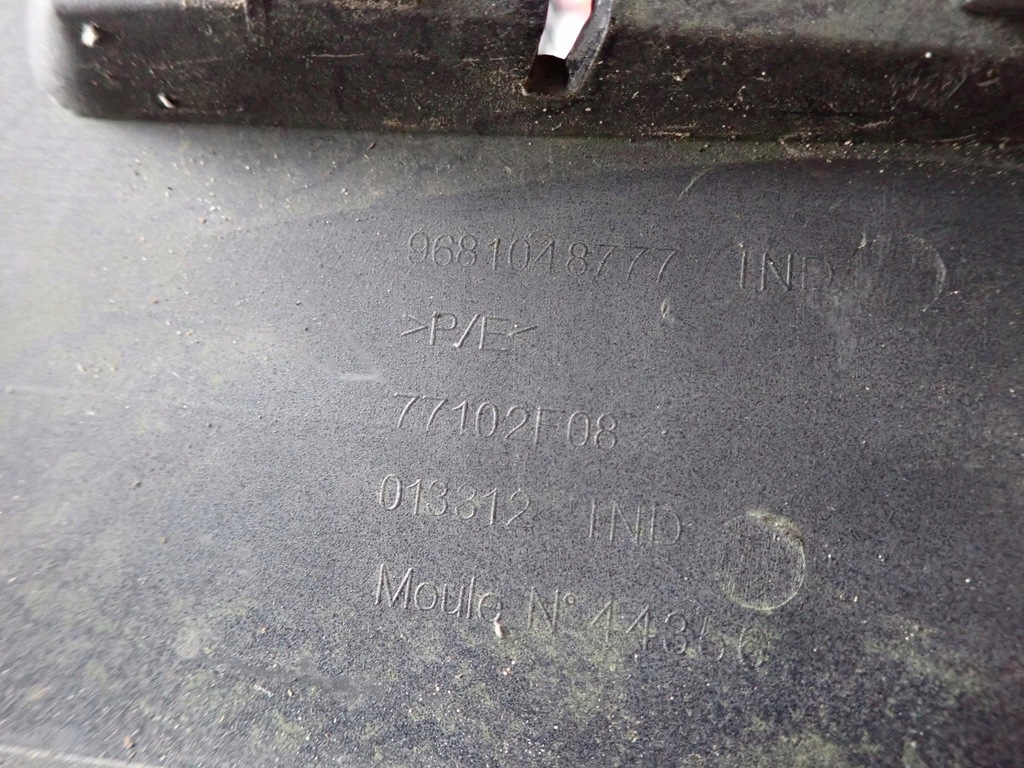 9681048777 IND
>P/E<
77102F08
013312 IND
Moule N° 44356